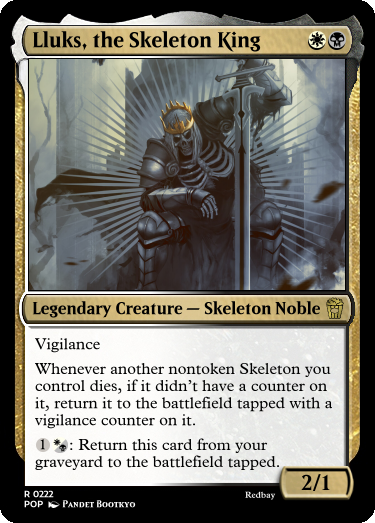 Lluks, the Skeleton King
Legendary Creature — Skeleton Noble
Vigilance
Whenever another nontoken Skeleton you
control dies, if it didn't have a counter on
it, return it to the battlefield tapped with a
vigilance counter on it.
1: Return this card from your
graveyard to the battlefield tapped.
2/1
R 0222
Redbay
POP Pandet Bootkyo